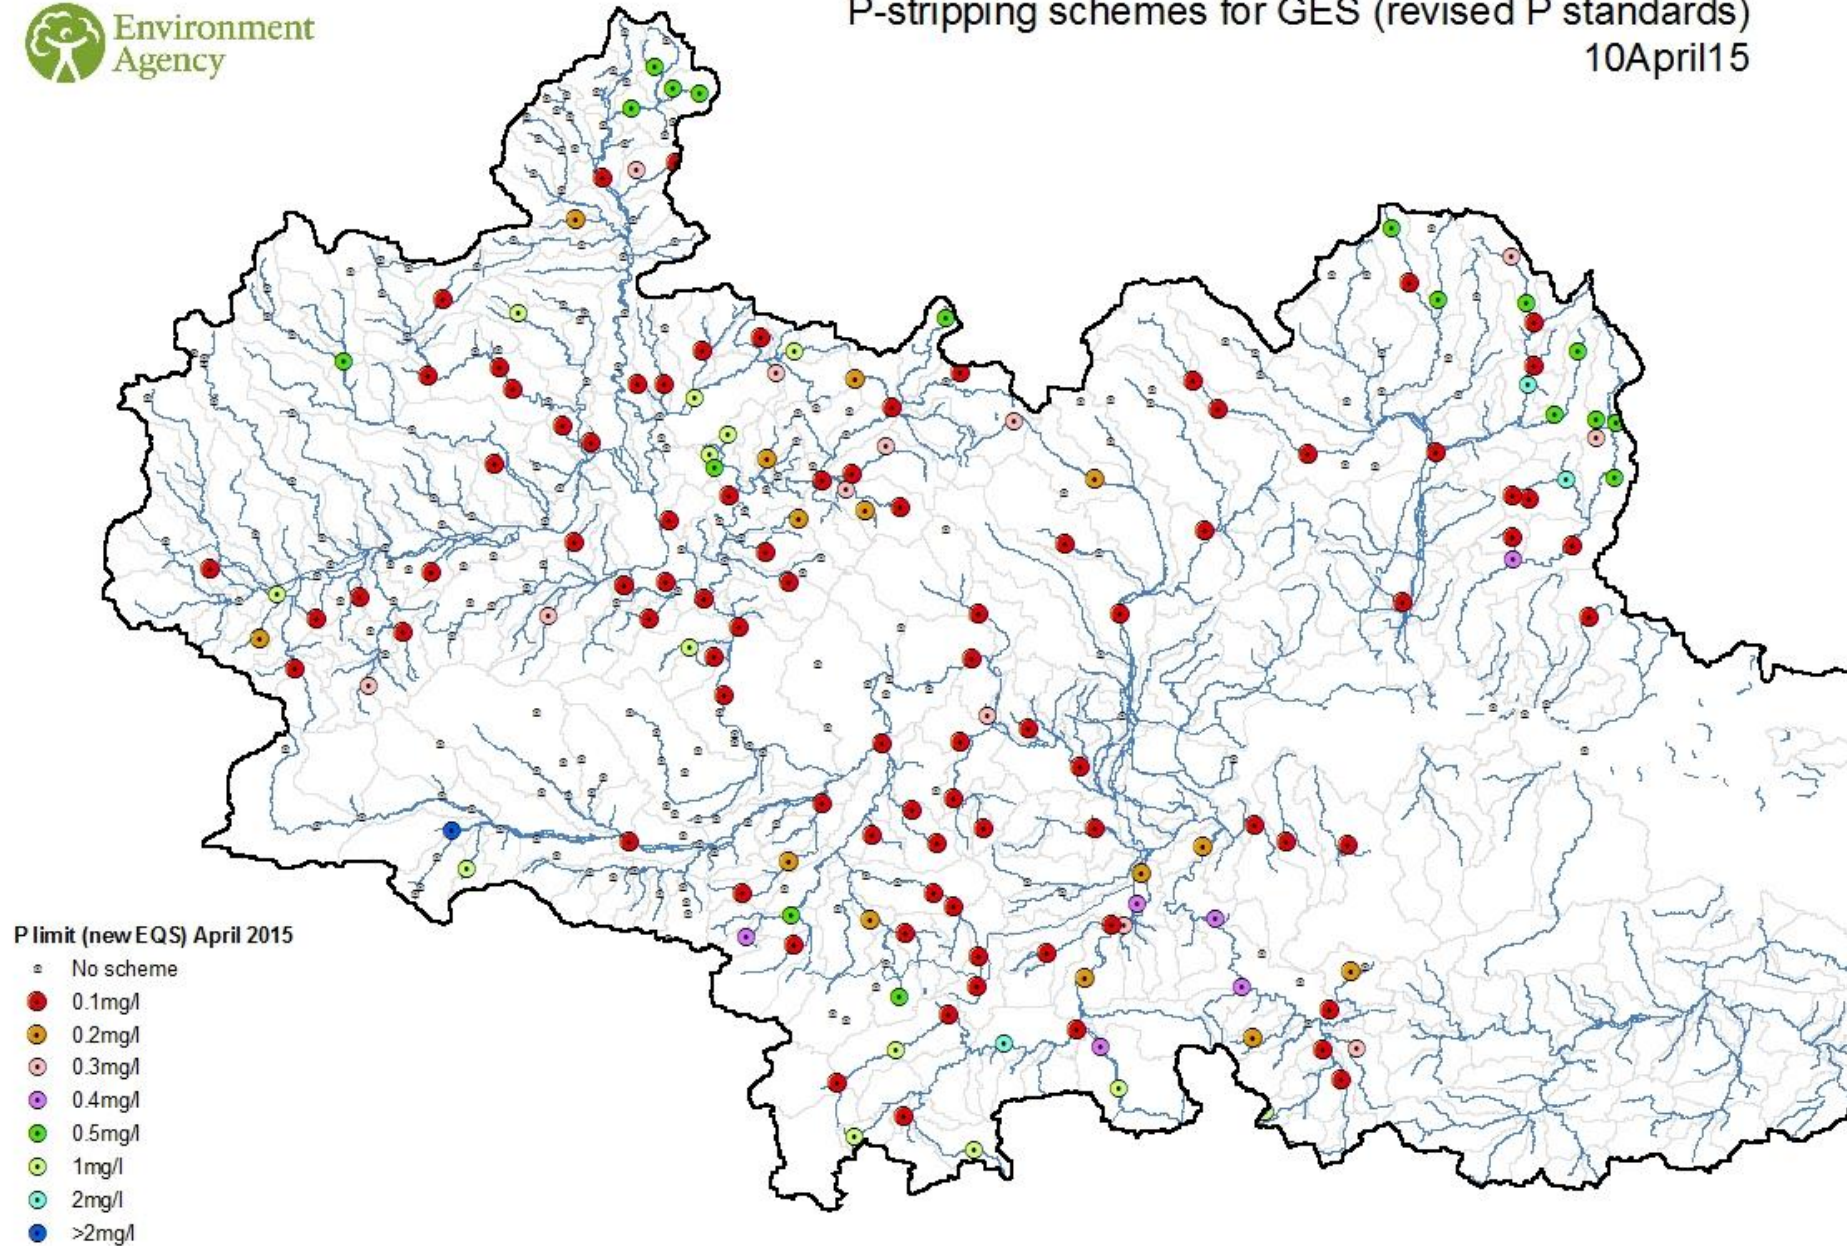 Environment
Agency
P-stripping schemes for GES (revised P standards)
10April15
P limit (new EQS) April 2015
No scheme
0.1mg/l
0.2mg/l
0.3mg/l
0.4mg/l
0.5mg/l
1mg/l
2mg/l
>2mg/l